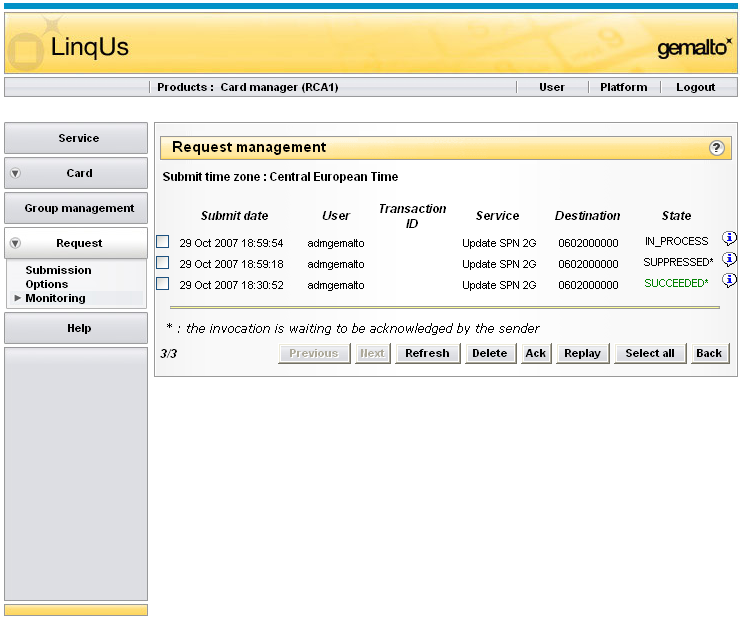 LinqUs
gemalto
Products : Card manager (RCA1)
User
Platform
Logout
Service
Card
Group management
Request
Submission
Options
Monitoring
Help
Request management
?
Submit time zone : Central European Time
Submit date User Transaction ID Service Destination State
29 Oct 2007 18:59:54 admgemalto Update SPN 2G 0602000000 IN_PROCESS
29 Oct 2007 18:59:18 admgemalto Update SPN 2G 0602000000 SUPPRESSED*
29 Oct 2007 18:30:52 admgemalto Update SPN 2G 0602000000 SUCCEEDED*
* : the invocation is waiting to be acknowledged by the sender
3/3 Previous Next Refresh Delete Ack Replay Select all Back